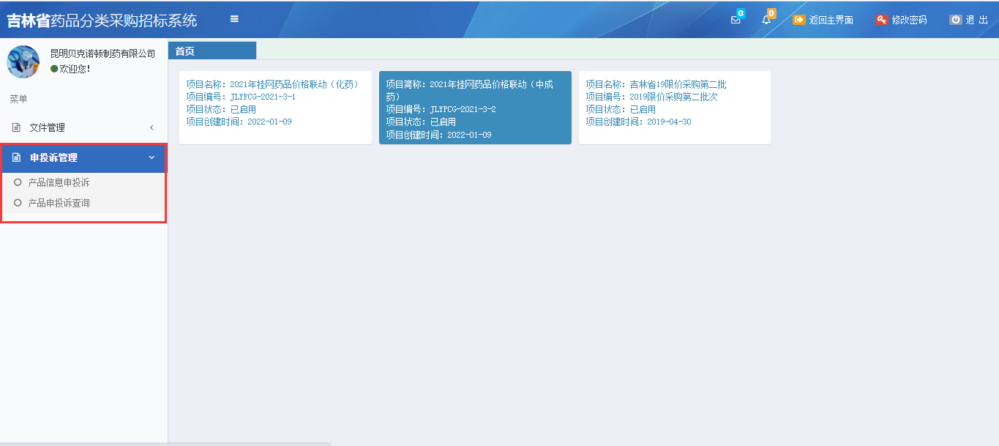 吉林省药品分类采购招标系统
0
0
返回主界面
修改密码
退 出
昆明贝克诺顿制药有限公司
欢迎您！
菜单
文件管理
申投诉管理
产品信息申投诉
产品申投诉查询
首页
项目名称：2021年挂网药品价格联动（化药）
项目编号：JLYPCG-2021-3-1
项目状态：已启用
项目创建时间：2022-01-09
项目简称：2021年挂网药品价格联动（中成
药）
项目编号：JLYPCG-2021-3-2
项目状态：已启用
项目创建时间：2022-01-09
项目名称：吉林省19限价采购第二批
项目编号：2019限价采购第二批次
项目状态：已启用
项目创建时间：2019-04-30